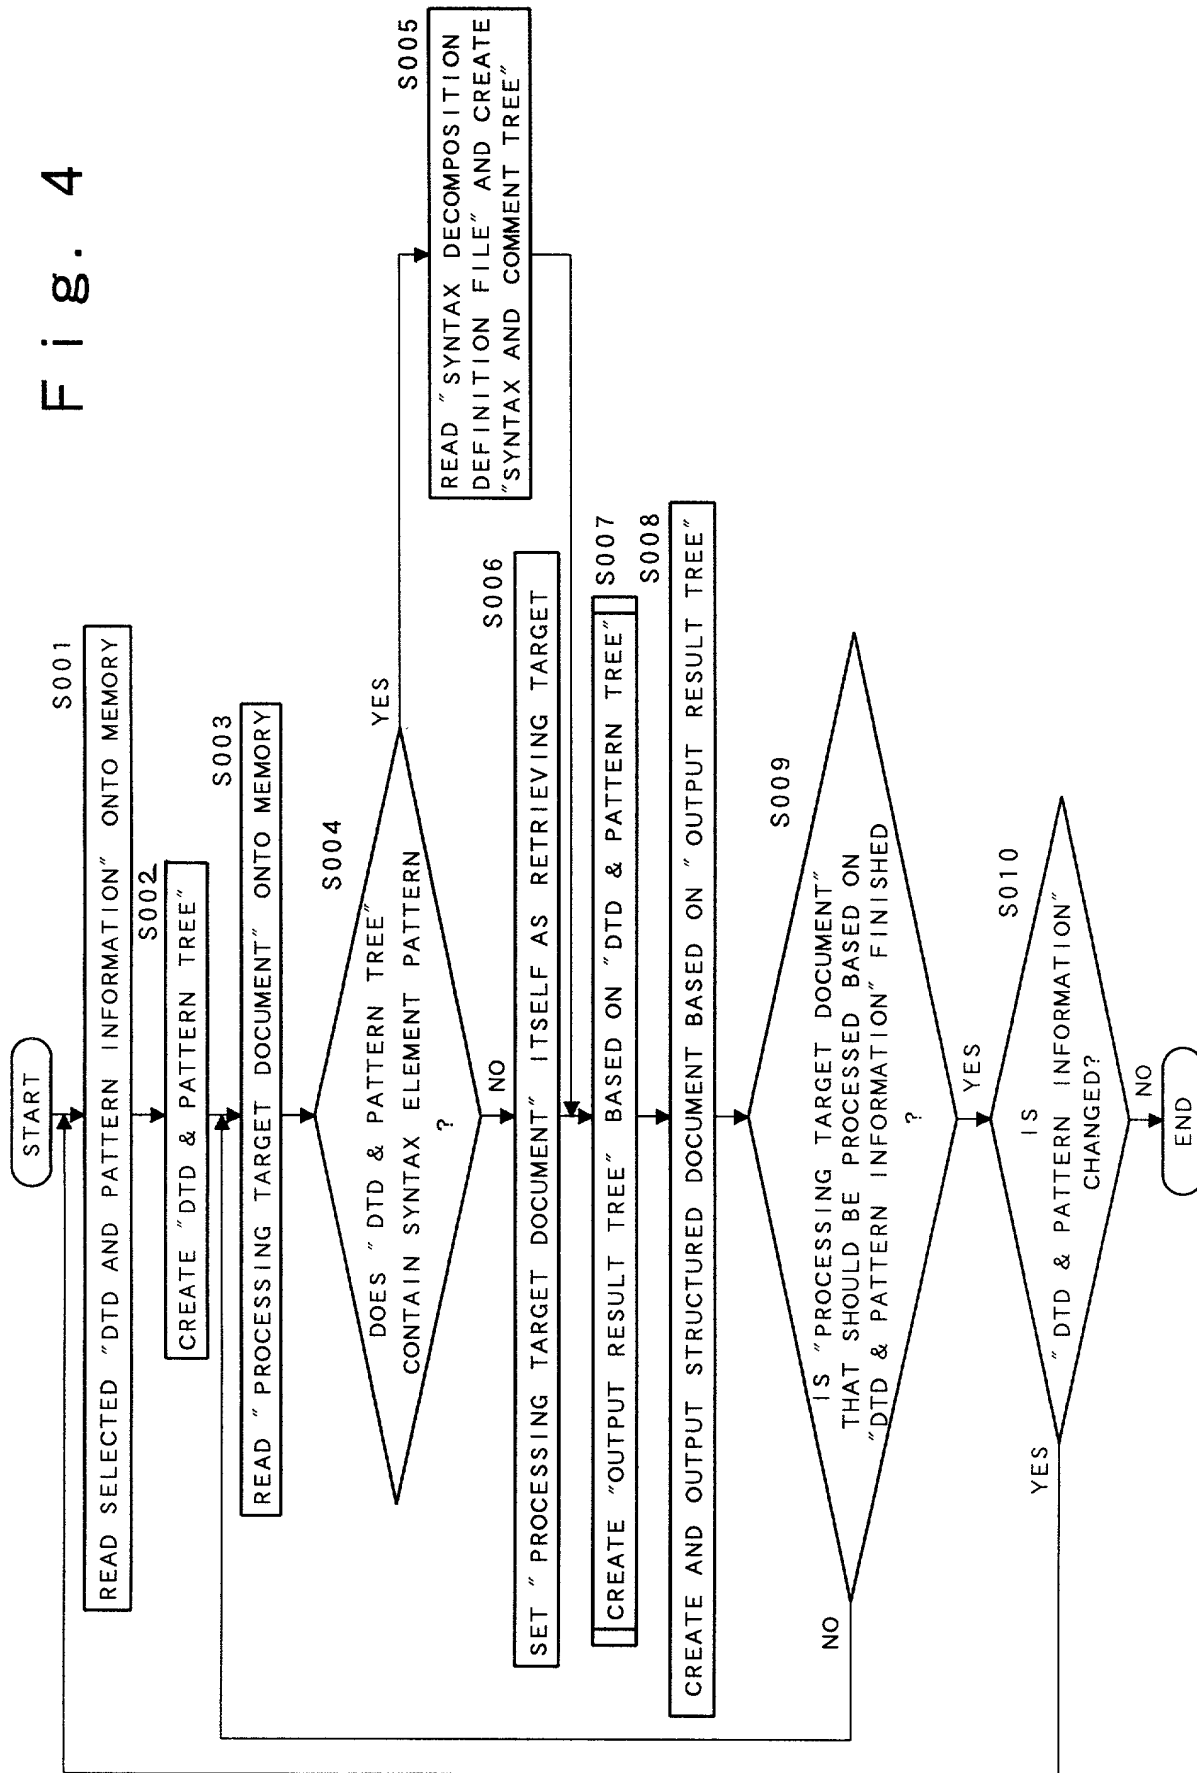 Fig. 4
START
S001
READ SELECTED "DTD AND PATTERN INFORMATION" ONTO MEMORY
S002
CREATE "DTD & PATTERN TREE"
S003
READ "PROCESSING TARGET DOCUMENT" ONTO MEMORY
S004
DOES "DTD & PATTERN TREE"
CONTAIN SYNTAX ELEMENT PATTERN
?
YES
NO
S005
READ "SYNTAX DECOMPOSITION
DEFINITION FILE" AND CREATE
"SYNTAX AND COMMENT TREE"
S006
SET "PROCESSING TARGET DOCUMENT" ITSELF AS RETRIEVING TARGET
S007
CREATE "OUTPUT RESULT TREE" BASED ON "DTD & PATTERN TREE"
S008
CREATE AND OUTPUT STRUCTURED DOCUMENT BASED ON "OUTPUT RESULT TREE"
S009
IS "PROCESSING TARGET DOCUMENT"
THAT SHOULD BE PROCESSED BASED ON
"DTD & PATTERN INFORMATION" FINISHED
?
NO
YES
S010
IS
"DTD & PATTERN INFORMATION"
CHANGED?
YES
NO
END